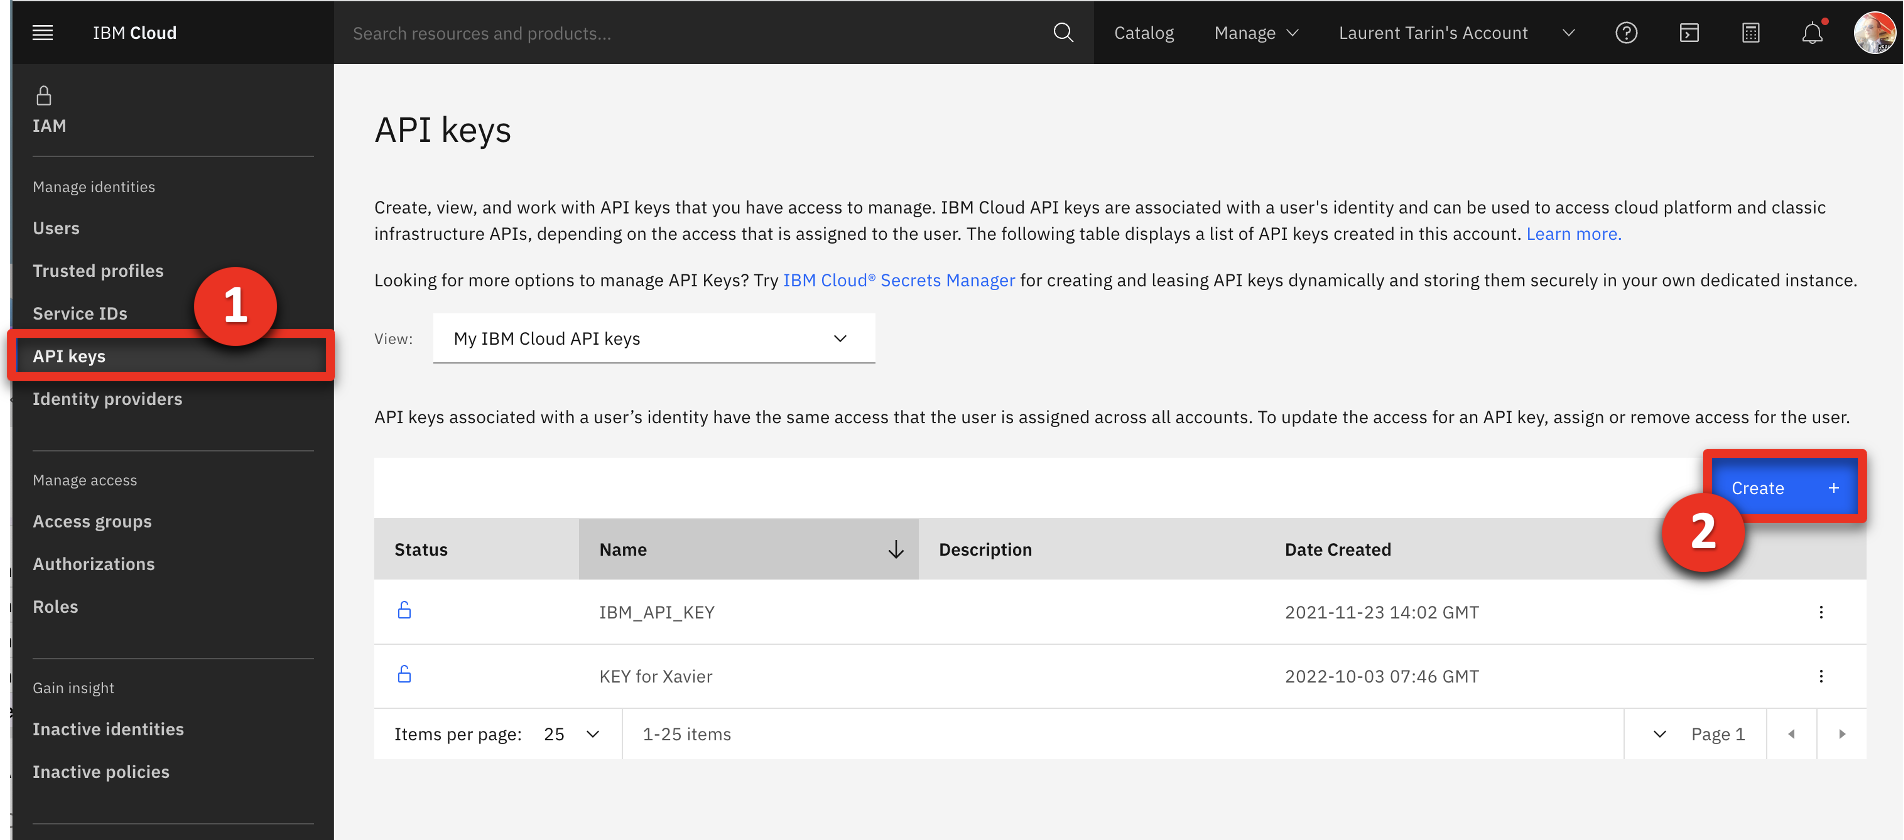 IBM Cloud
Search resources and products...
Catalog
Manage
Laurent Tarin's Account
IAM
Manage identities
Users
Trusted profiles
Service IDs
API keys
Identity providers
Manage access
Access groups
Authorizations
Roles
Gain insight
Inactive identities
Inactive policies
1
API keys
Create, view, and work with API keys that you have access to manage. IBM Cloud API keys are associated with a user's identity and can be used to access cloud platform and classic
infrastructure APIs, depending on the access that is assigned to the user. The following table displays a list of API keys created in this account. Learn more.
Looking for more options to manage API Keys? Try IBM Cloud® Secrets Manager for creating and leasing API keys dynamically and storing them securely in your own dedicated instance.
View: My IBM Cloud API keys
API keys associated with a user’s identity have the same access that the user is assigned across all accounts. To update the access for an API key, assign or remove access for the user.
Create +
2
Status Name Description Date Created
IBM_API_KEY 2021-11-23 14:02 GMT
KEY for Xavier 2022-10-03 07:46 GMT
Items per page: 25 1-25 items Page 1